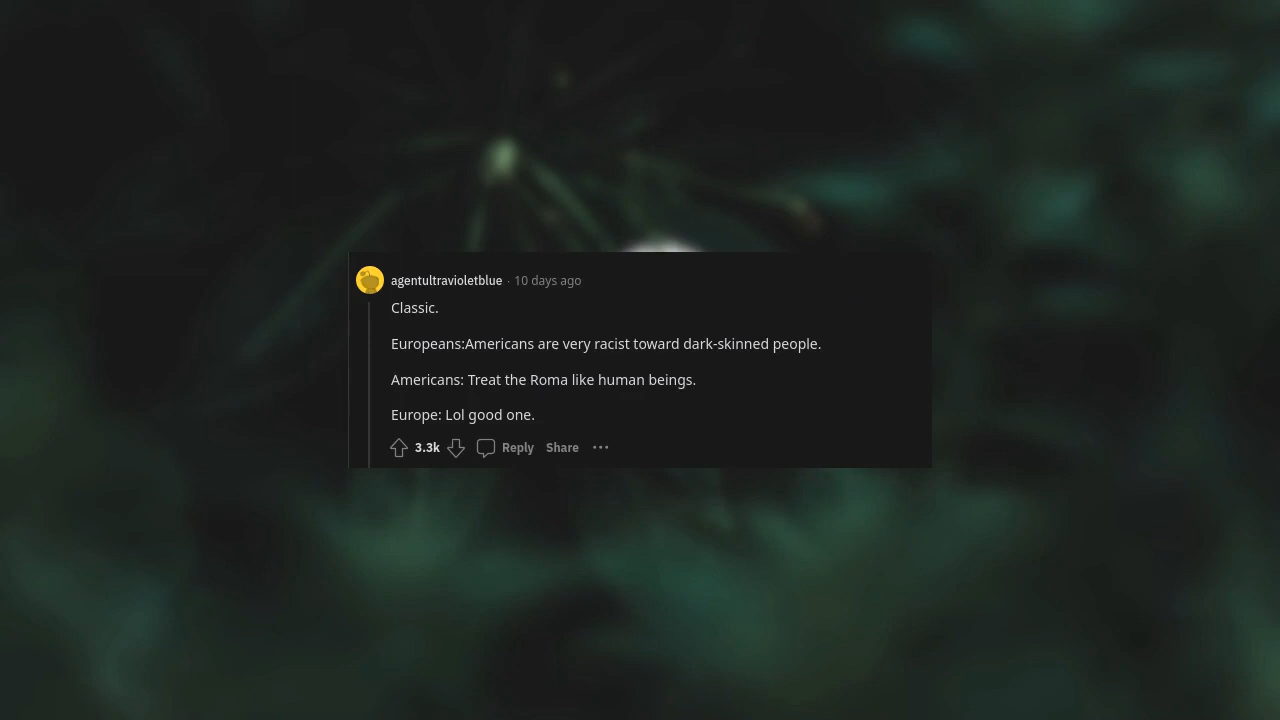 agentultravioletblue · 10 days ago
Classic.
Europeans:Americans are very racist toward dark-skinned people.
Americans: Treat the Roma like human beings.
Europe: Lol good one.
3.3k Reply Share ···